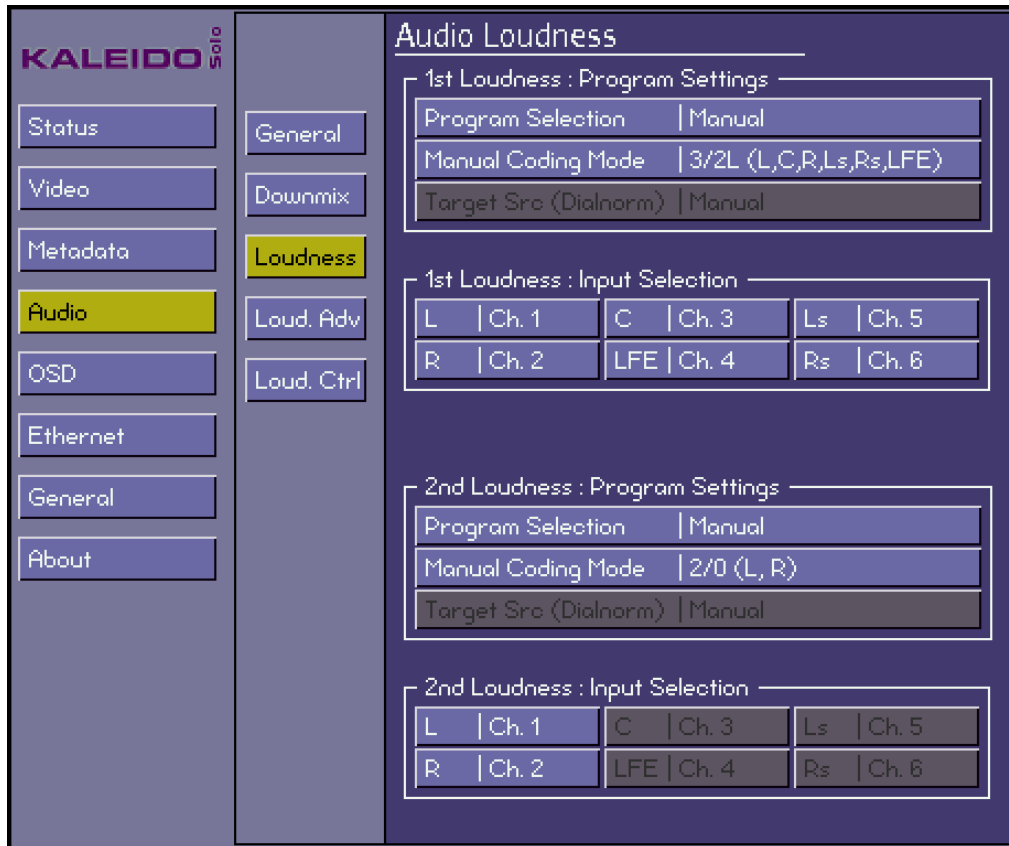 KALEIDO Solo
Status
Video
Metadata
Audio
OSD
Ethernet
General
About
General
Downmix
Loudness
Loud. Adv
Loud. Ctrl
Audio Loudness
1st Loudness : Program Settings
Program Selection | Manual
Manual Coding Mode | 3/2L (L,C,R,Ls,Rs,LFE)
Target Src (Dialnorm) | Manual
1st Loudness : Input Selection
L | Ch. 1 C | Ch. 3 Ls | Ch. 5
R | Ch. 2 LFE | Ch. 4 Rs | Ch. 6
2nd Loudness : Program Settings
Program Selection | Manual
Manual Coding Mode | 2/0 (L, R)
Target Src (Dialnorm) | Manual
2nd Loudness : Input Selection
L | Ch. 1 C | Ch. 3 Ls | Ch. 5
R | Ch. 2 LFE | Ch. 4 Rs | Ch. 6